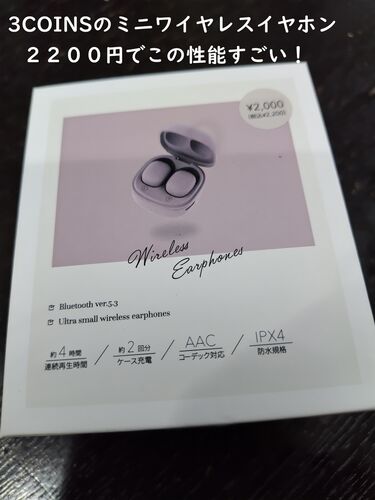 3COINSのミニワイヤレスイヤホン
２２００円でこの性能すごい！
¥2,000
(税込¥2,200)
Wireless
Earphones
Bluetooth ver.5.3
Ultra small wireless earphones
約4時間
連続再生時間
約2回分
ケース充電
AAC
コーデック対応
IPX4
防水規格